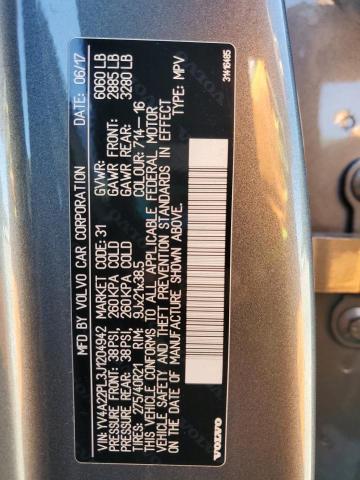 MFD BY VOLVO CAR CORPORATION DATE: 06/17
GVWR: 6060 LB
VIN: YV4A22PL3J1204942 MARKET CODE: 31 GAWR FRONT: 2885 LB
PRESSURE FRONT: 38PSI, 260KPA COLD GAWR REAR: 3280 LB
PRESSURE REAR: 38PSI, 260KPA COLD COLOUR: 714—16
TIRE: 275/40R21 RIM: 9Jx21x38.5
THIS VEHICLE CONFORMS TO ALL APPLICABLE FEDERAL MOTOR
VEHICLE SAFETY AND THEFT PREVENTION STANDARDS IN EFFECT
ON THE DATE OF MANUFACTURE SHOWN ABOVE. TYPE: MPV
VOLVO
31416485